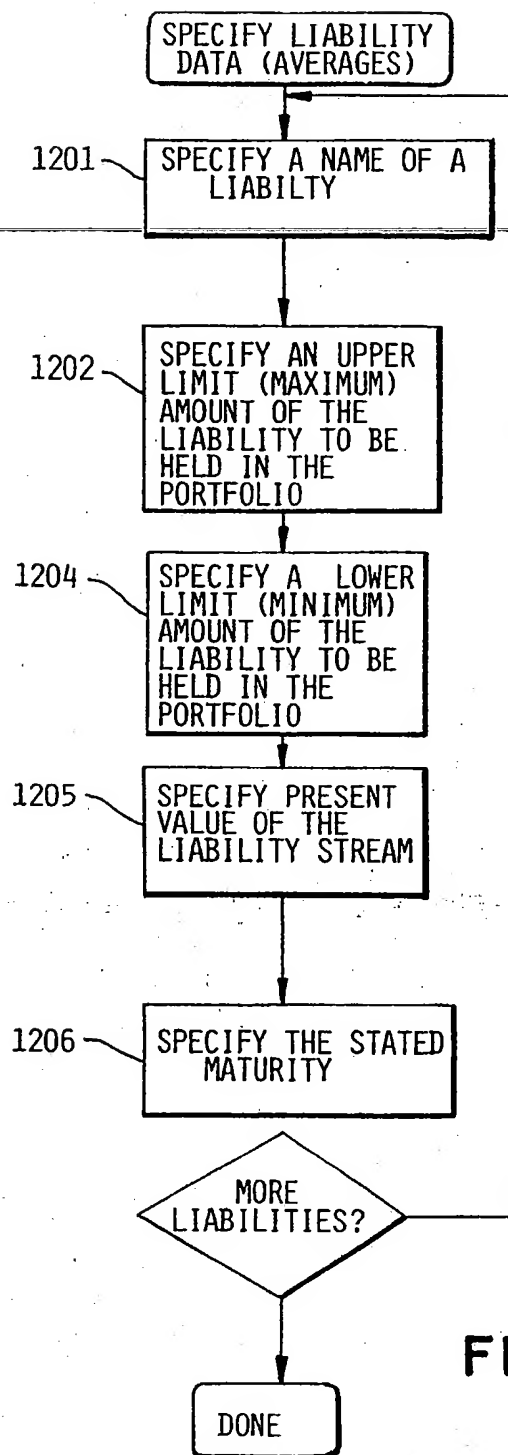 SPECIFY LIABILITY
DATA (AVERAGES)
1201
SPECIFY A NAME OF A
LIABILTY
1202
SPECIFY AN UPPER
LIMIT (MAXIMUM)
AMOUNT OF THE
LIABILITY TO BE
HELD IN THE
PORTFOLIO
1204
SPECIFY A LOWER
LIMIT (MINIMUM)
AMOUNT OF THE
LIABILITY TO BE
HELD IN THE
PORTFOLIO
1205
SPECIFY PRESENT
VALUE OF THE
LIABILITY STREAM
1206
SPECIFY THE STATED
MATURITY
MORE
LIABILITIES?
DONE